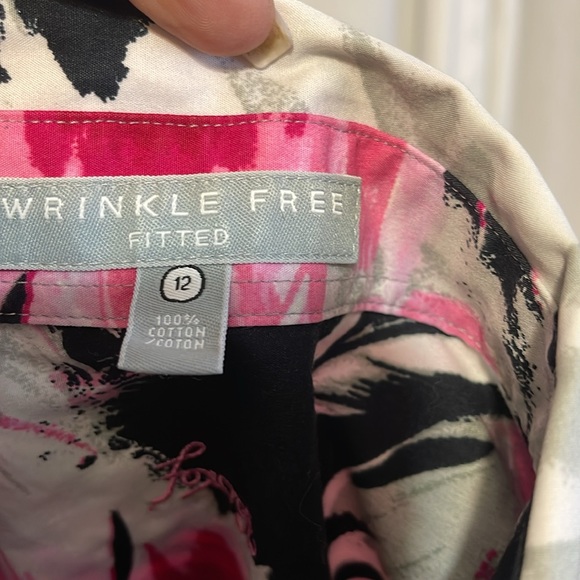 WRINKLE FREE
FITTED
12
100%
COTTON
/COTON